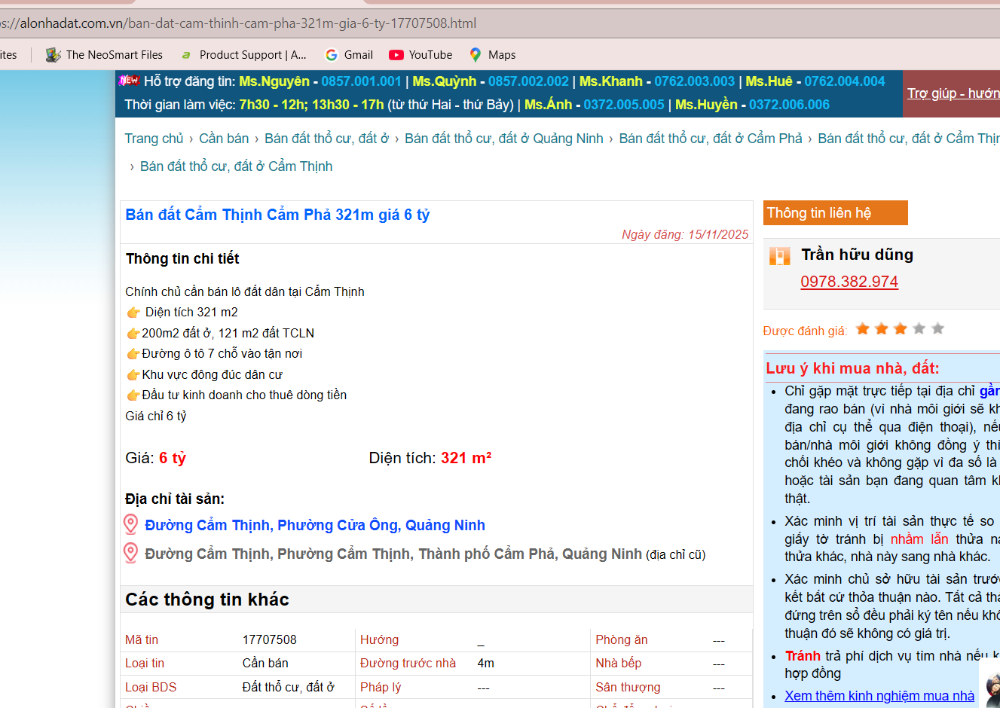 s://alonhadat.com.vn/ban-dat-cam-thinh-cam-pha-321m-gia-6-ty-17707508.html
ites The NeoSmart Files Product Support | A... Gmail YouTube Maps
NEW Hỗ trợ đăng tin: Ms.Nguyên - 0857.001.001 | Ms.Quỳnh - 0857.002.002 | Ms.Khanh - 0762.003.003 | Ms.Huê - 0762.004.004
Thời gian làm việc: 7h30 - 12h; 13h30 - 17h (từ thứ Hai - thứ Bảy) | Ms.Ánh - 0372.005.005 | Ms.Huyền - 0372.006.006
Trợ giúp - hướn
Trang chủ › Cần bán › Bán đất thổ cư, đất ở › Bán đất thổ cư, đất ở Quảng Ninh › Bán đất thổ cư, đất ở Cẩm Phả › Bán đất thổ cư, đất ở Cẩm Thịn
› Bán đất thổ cư, đất ở Cẩm Thịnh
Bán đất Cẩm Thịnh Cẩm Phả 321m giá 6 tỷ
Ngày đăng: 15/11/2025
Thông tin chi tiết
Chính chủ cần bán lô đất dân tại Cẩm Thịnh
👉 Diện tích 321 m2
👉200m2 đất ở, 121 m2 đất TCLN
👉Đường ô tô 7 chỗ vào tận nơi
👉Khu vực đông đúc dân cư
👉Đầu tư kinh doanh cho thuê dòng tiền
Giá chỉ 6 tỷ
Giá: 6 tỷ Diện tích: 321 m²
Địa chỉ tài sản:
Đường Cẩm Thịnh, Phường Cửa Ông, Quảng Ninh
Đường Cẩm Thịnh, Phường Cẩm Thịnh, Thành phố Cẩm Phả, Quảng Ninh (địa chỉ cũ)
Các thông tin khác
Mã tin 17707508 Hướng _ Phòng ăn ---
Loại tin Cần bán Đường trước nhà 4m Nhà bếp ---
Loại BDS Đất thổ cư, đất ở Pháp lý --- Sân thượng ---
Thông tin liên hệ
Trần hữu dũng
0978.382.974
Được đánh giá:
Lưu ý khi mua nhà, đất:
• Chỉ gặp mặt trực tiếp tại địa chỉ gần
đang rao bán (vì nhà môi giới sẽ kh
địa chỉ cụ thể qua điện thoại), nếu
bán/nhà môi giới không đồng ý thì
chối khéo và không gặp vì đa số là
hoặc tài sản bạn đang quan tâm kh
thật.
• Xác minh vị trí tài sản thực tế so
giấy tờ tránh bị nhầm lẫn thửa nà
thửa khác, nhà này sang nhà khác.
• Xác minh chủ sở hữu tài sản trướ
kết bất cứ thỏa thuận nào. Tất cả thà
đứng trên sổ đều phải ký tên nếu khô
thuận đó sẽ không có giá trị.
• Tránh trả phí dịch vụ tìm nhà nếu k
hợp đồng
• Xem thêm kinh nghiệm mua nhà